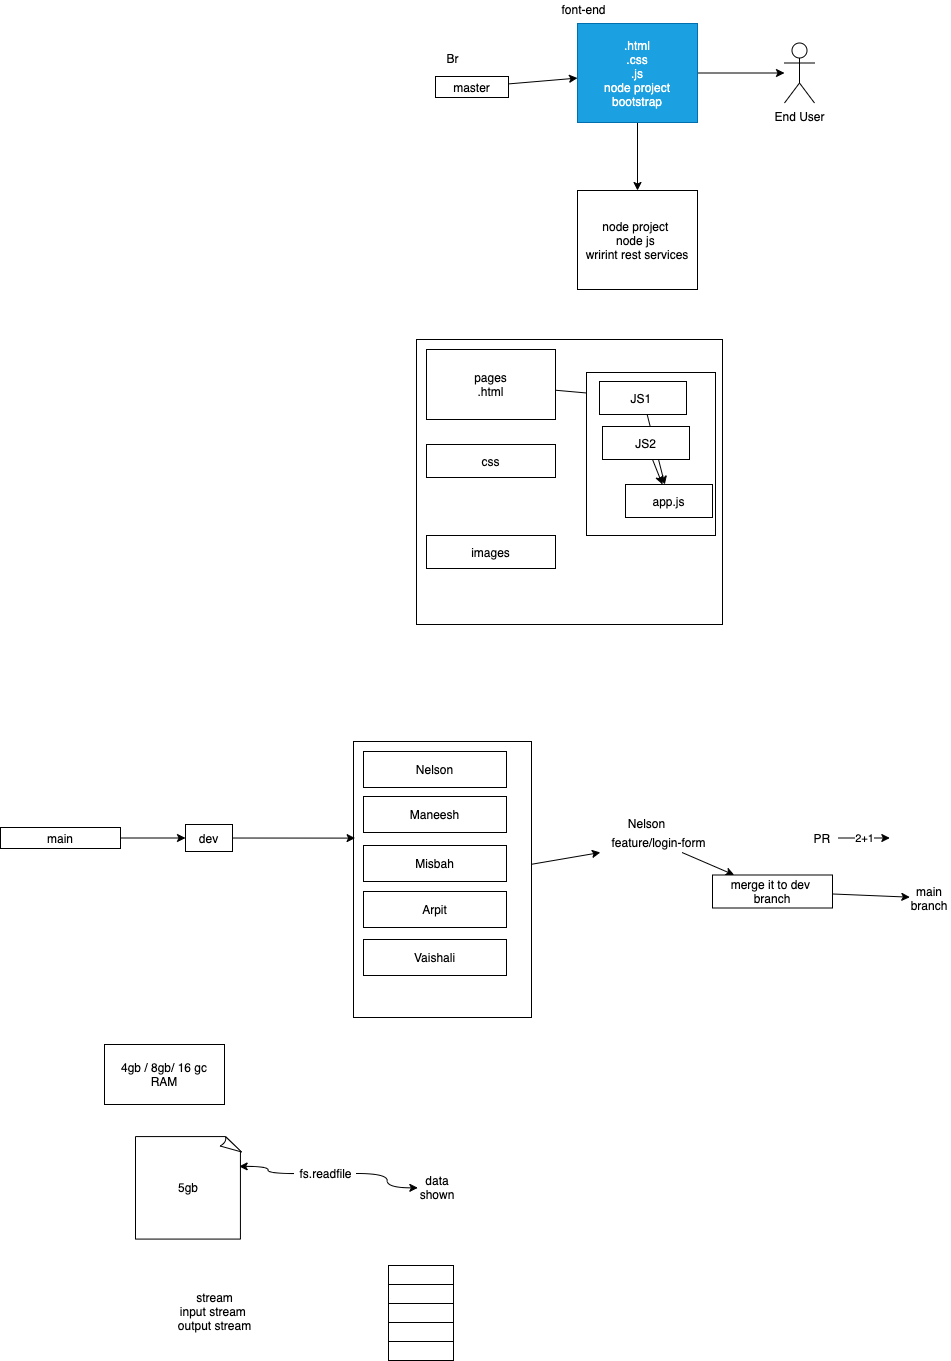 font-end
.html
.css
.js
node project
bootstrap
Br
master
End User
node project
node js
wrirint rest services
pages
.html
JS1
JS2
css
app.js
images
Nelson
Maneesh
main
dev
Misbah
Arpit
Vaishali
Nelson
feature/login-form
PR
2+1
merge it to dev
branch
main
branch
4gb / 8gb/ 16 gc
RAM
5gb
fs.readfile
data
shown
stream
input stream
output stream